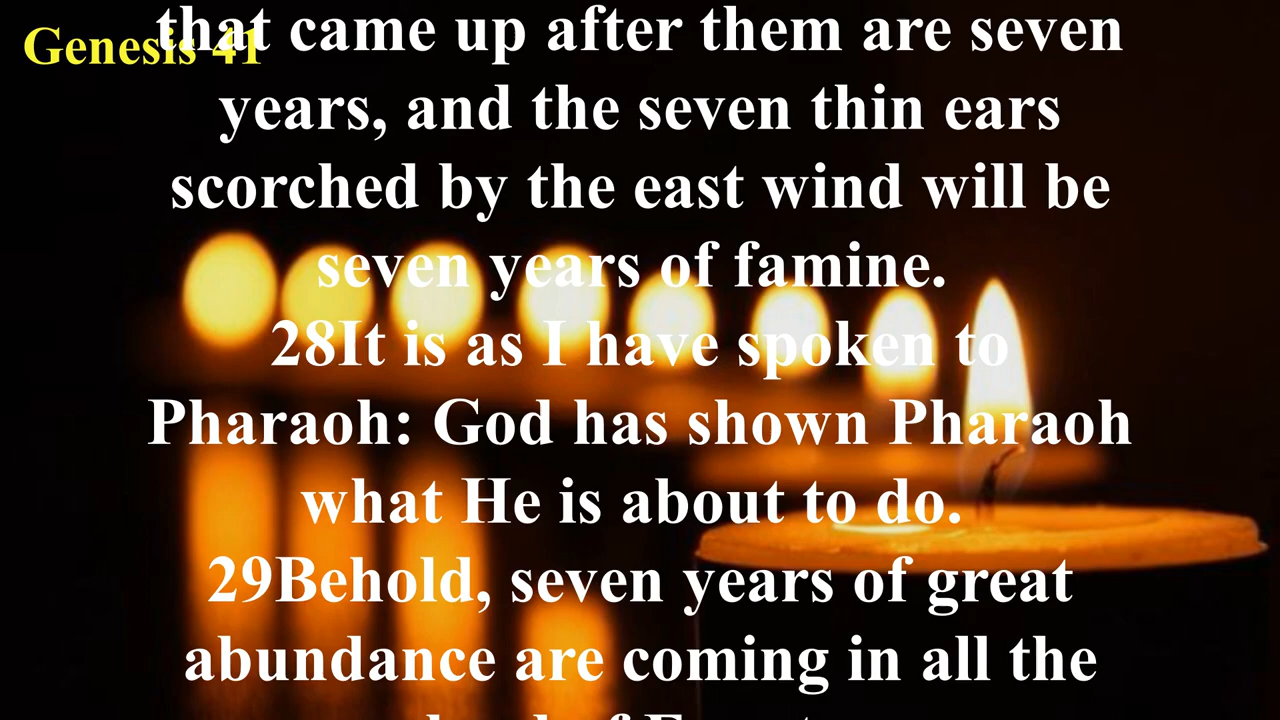 Genesis 41
that came up after them are seven
years, and the seven thin ears
scorched by the east wind will be
seven years of famine.
28It is as I have spoken to
Pharaoh: God has shown Pharaoh
what He is about to do.
29Behold, seven years of great
abundance are coming in all the